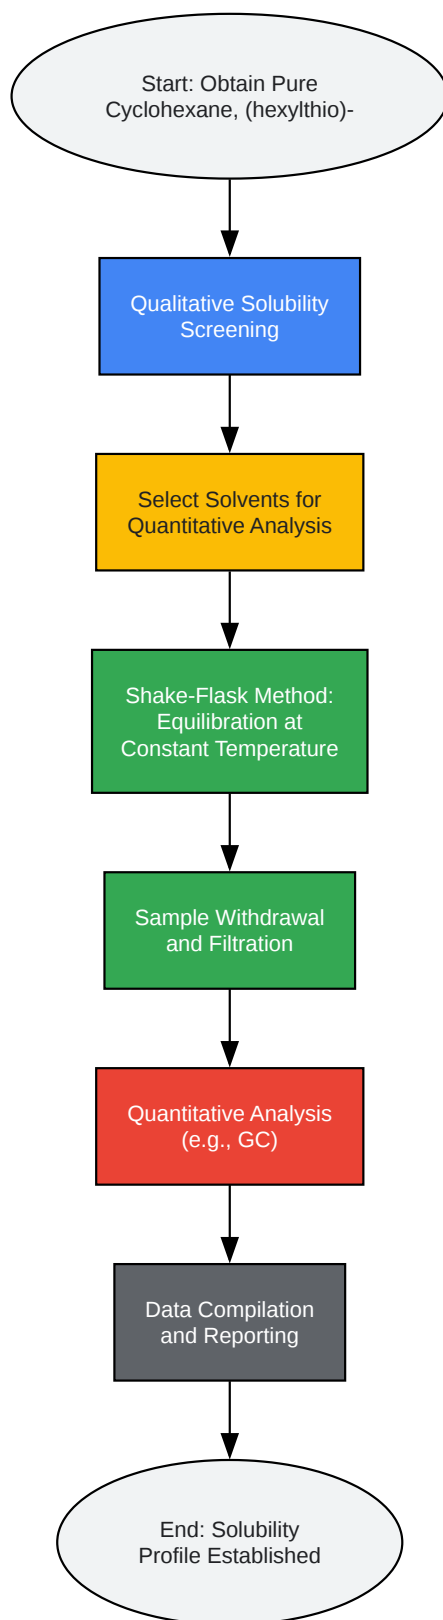 Start: Obtain Pure
Cyclohexane, (hexylthio)-
Qualitative Solubility
Screening
Select Solvents for
Quantitative Analysis
Shake-Flask Method:
Equilibration at
Constant Temperature
Sample Withdrawal
and Filtration
Quantitative Analysis
(e.g., GC)
Data Compilation
and Reporting
End: Solubility
Profile Established